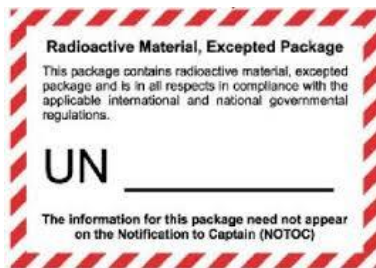 Radioactive Material, Excepted Package
This package contains radioactive material, excepted
package and is in all respects in compliance with the
applicable international and national governmental
regulations.
UN
The information for this package need not appear
on the Notification to Captain (NOTOC)